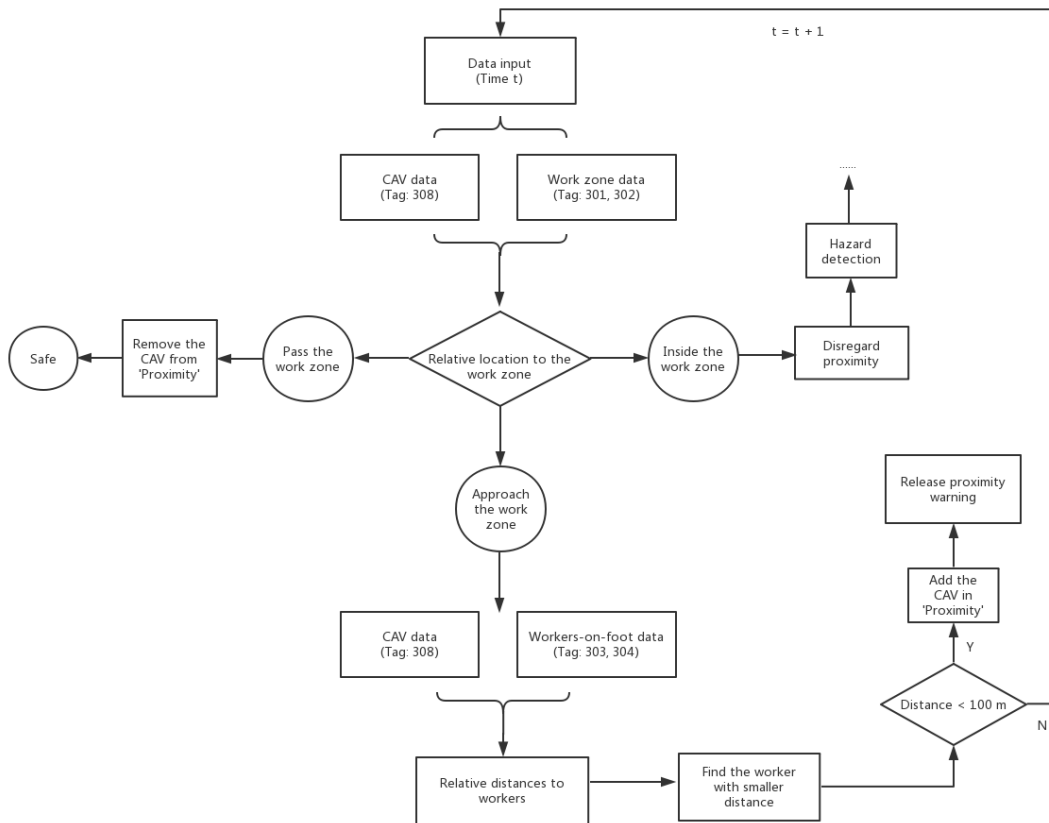 t = t + 1
Data input
(Time t)
CAV data
(Tag: 308)
Work zone data
(Tag: 301, 302)
......
Hazard
detection
Safe
Remove the
CAV from
'Proximity'
Pass the
work zone
Relative location to the
work zone
Inside the
work zone
Disregard
proximity
Approach
the work
zone
Release proximity
warning
Add the
CAV in
'Proximity'
Y
CAV data
(Tag: 308)
Workers-on-foot data
(Tag: 303, 304)
Distance < 100 m
N
Relative distances to
workers
Find the worker
with smaller
distance